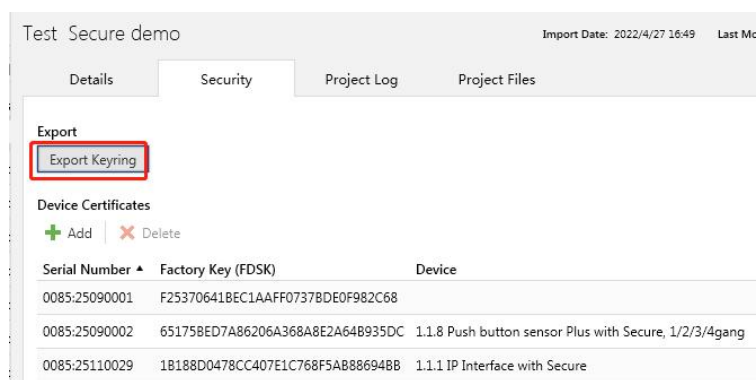 Test Secure demo Import Date: 2022/4/27 16:49 Last Mo
Details Security Project Log Project Files
Export
Export Keyring
Device Certificates
Add Delete
Serial Number Factory Key (FDSK) Device
0085:25090001 F25370641BEC1AAFF0737BDE0F982C68
0085:25090002 65175BED7A86206A368A8E2A64B935DC 1.1.8 Push button sensor Plus with Secure, 1/2/3/4gang
0085:25110029 1B188D0478CC407E1C768F5AB88694BB 1.1.1 IP Interface with Secure